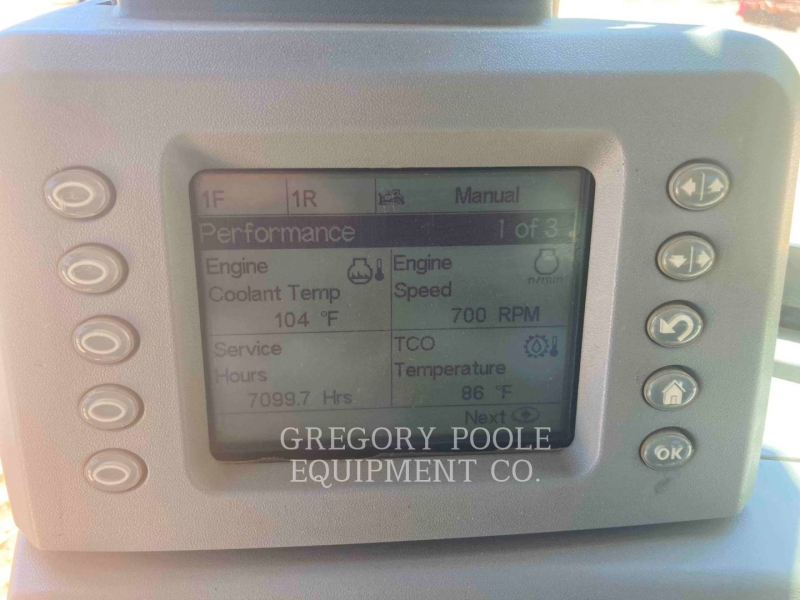 1F 1R Manual
Performance 1 of 3
Engine
Coolant Temp
104 °F
Engine
Speed
n/min
700 RPM
Service
Hours
7099.7 Hrs
TCO
Temperature
86 °F
Next
OK
GREGORY POOLE
EQUIPMENT CO.